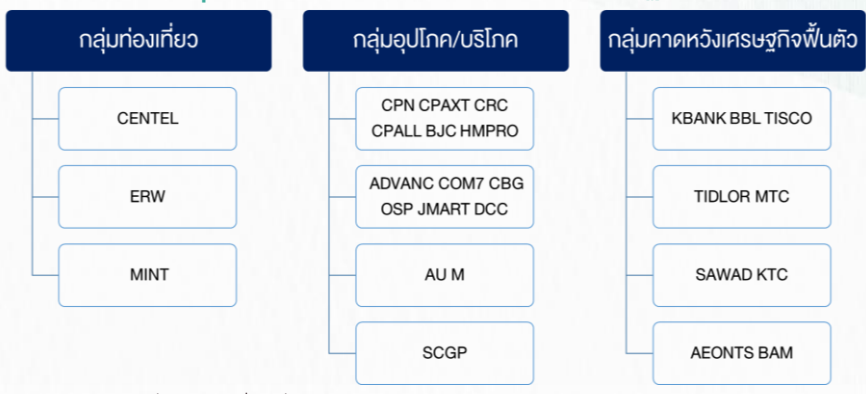 กลุ่มท่องเที่ยว
CENTEL
ERW
MINT
กลุ่มอุปโภค/บริโภค
CPN CPAXT CRC
CPALL BJC HMPRO
ADVANC COM7 CBG
OSP JMART DCC
AU M
SCGP
กลุ่มคาดหวังเศรษฐกิจฟื้นตัว
KBANK BBL TISCO
TIDLOR MTC
SAWAD KTC
AEONTS BAM